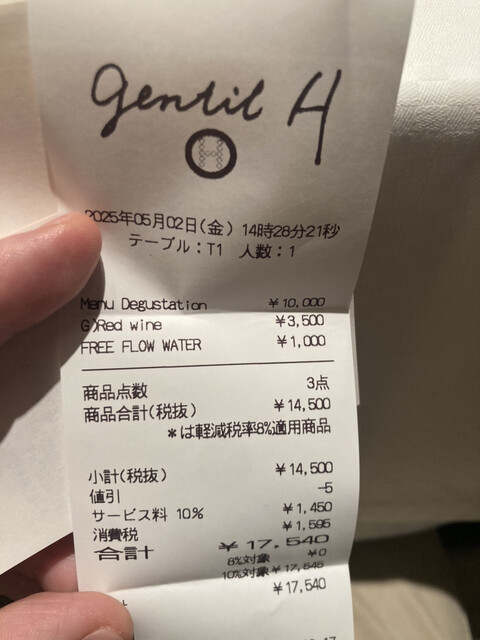 gentil H
H
2025年05月02日(金) 14時28分21秒
テーブル:T1 人数:1
Menu Degustation ¥10,000
G)Red wine ¥3,500
FREE FLOW WATER ¥1,000
商品点数 3点
商品合計(税抜) ¥14,500
*は軽減税率8%適用商品
小計(税抜) ¥14,500
値引 -5
サービス料 10% ¥1,450
消費税 ¥1,595
合計 ¥17,540
8%対象 ¥0
10%対象 ¥17,545
¥17,540